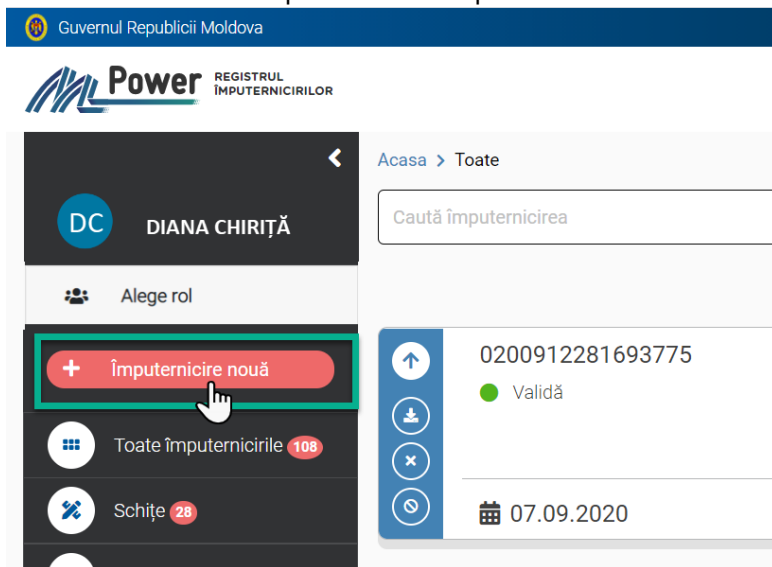 Guvernul Republicii Moldova
Power REGISTRUL
ÎMPUTERNICIRILOR
Acasa > Toate
DC DIANA CHIRIȚĂ
Caută împuternicirea
Alege rol
+ Împuternicire nouă
0200912281693775
Validă
Toate împuternicirile 108
Schițe 28
07.09.2020